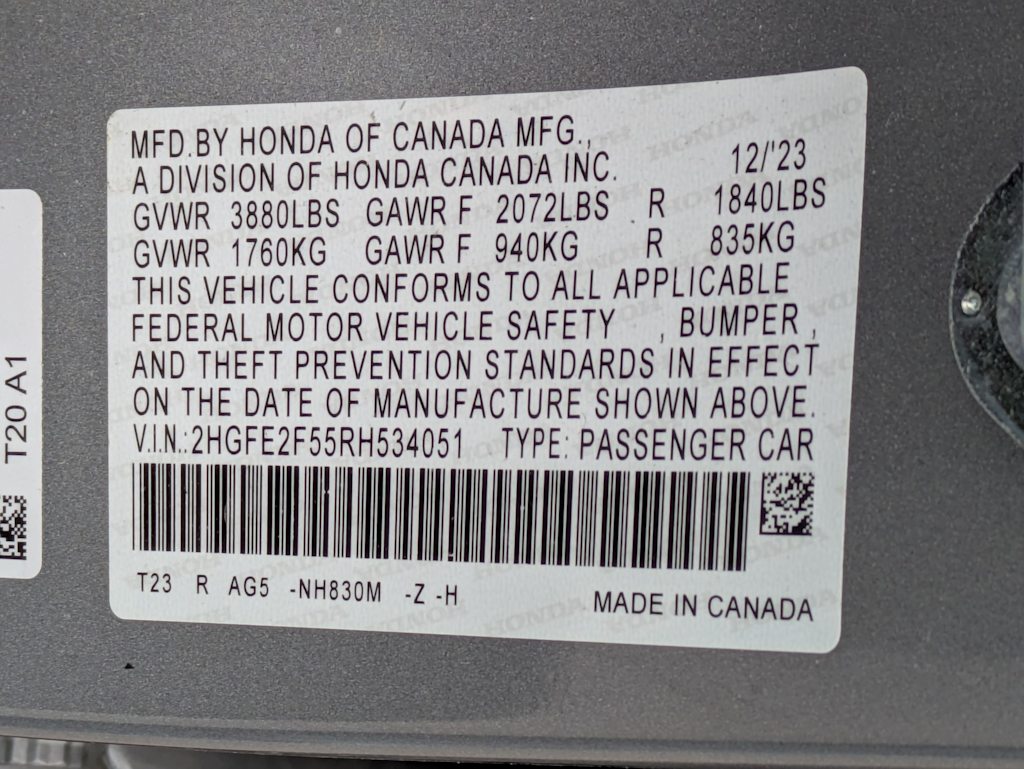 MFD.BY HONDA OF CANADA MFG.,
A DIVISION OF HONDA CANADA INC. 12/'23
GVWR 3880LBS GAWR F 2072LBS R 1840LBS
GVWR 1760KG GAWR F 940KG R 835KG
THIS VEHICLE CONFORMS TO ALL APPLICABLE
FEDERAL MOTOR VEHICLE SAFETY , BUMPER ,
AND THEFT PREVENTION STANDARDS IN EFFECT
ON THE DATE OF MANUFACTURE SHOWN ABOVE.
V.I.N.:2HGFE2F55RH534051 TYPE: PASSENGER CAR
T23 R AG5 -NH830M -Z -H
MADE IN CANADA
T20 A1